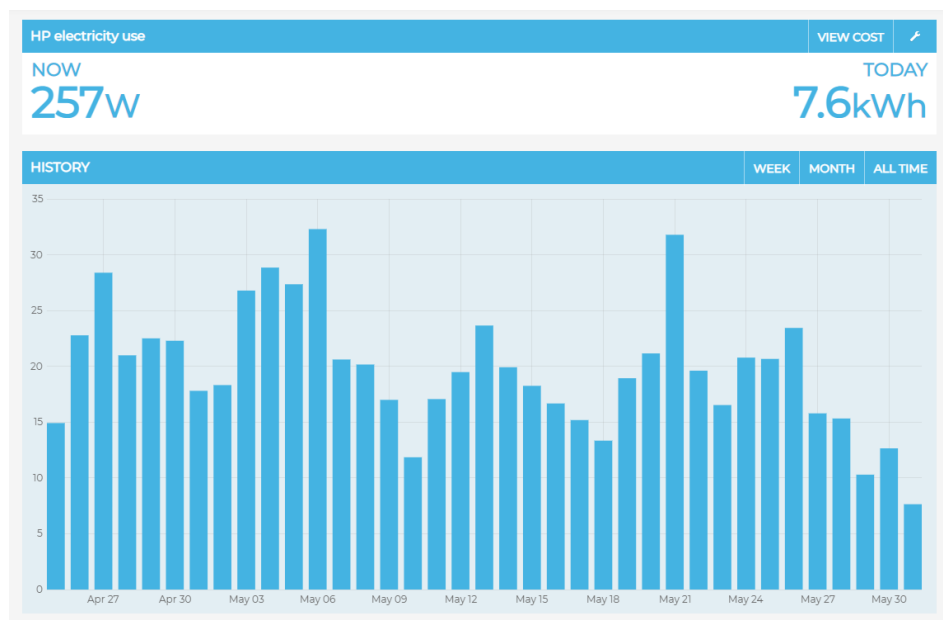 HP electricity use VIEW COST
NOW TODAY
257W 7.6kWh
HISTORY WEEK MONTH ALL TIME
35
30
25
20
15
10
5
0
Apr 27 Apr 30 May 03 May 06 May 09 May 12 May 15 May 18 May 21 May 24 May 27 May 30